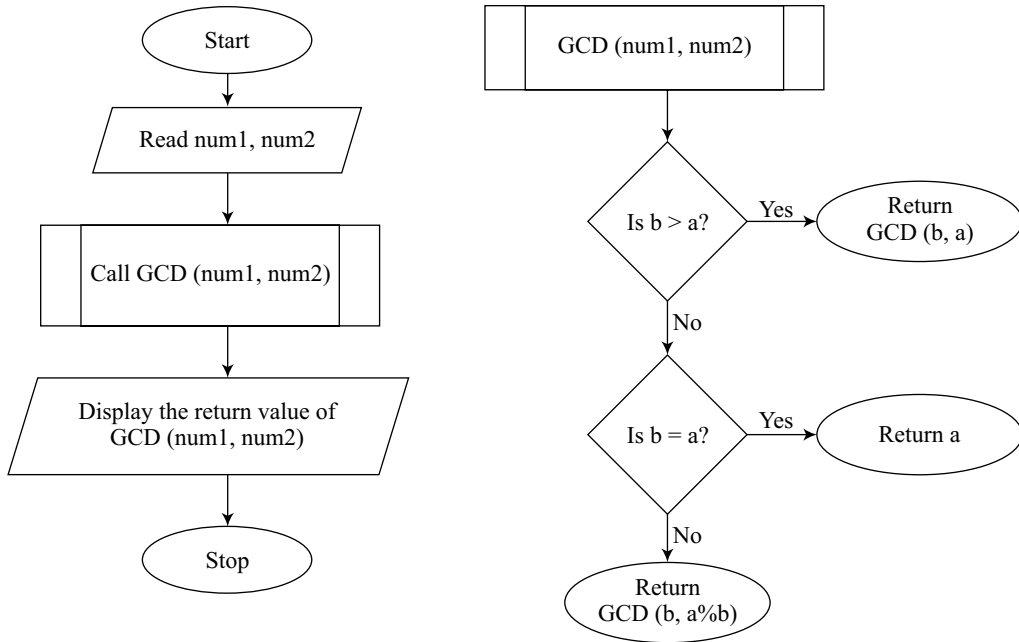 Start
Read num1, num2
Call GCD (num1, num2)
Display the return value of
GCD (num1, num2)
Stop
GCD (num1, num2)
Is b > a?
Yes
Return
GCD (b, a)
No
Is b = a?
Yes
Return a
No
Return
GCD (b, a%b)